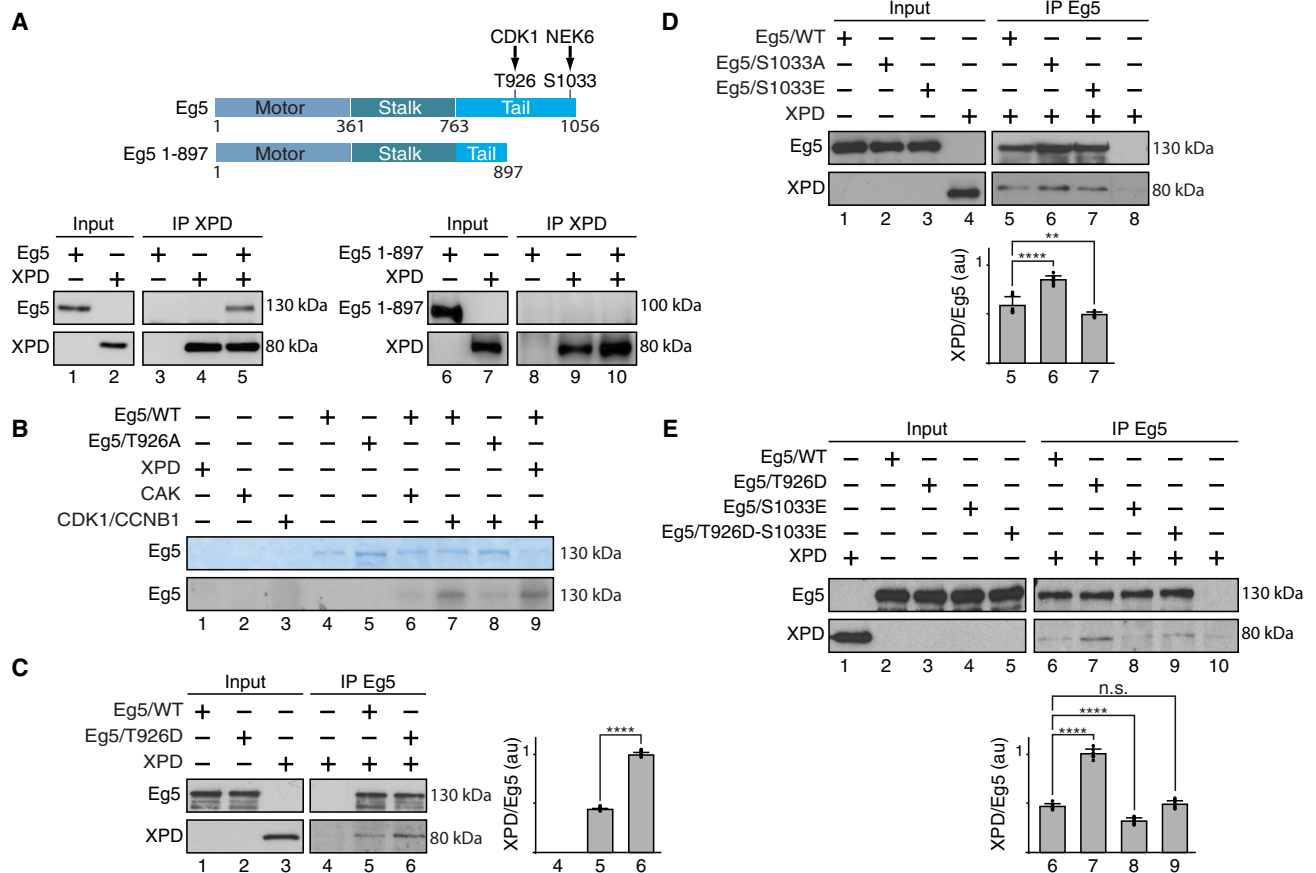 A
CDK1 NEK6
T926 S1033
Eg5 Motor Stalk Tail
1 361 763 1056
Eg5 1-897 Motor Stalk Tail
1 897
Input IP XPD
Eg5 + – – – +
XPD – + – + +
Eg5 130 kDa
XPD 80 kDa
1 2 3 4 5
Input IP XPD
Eg5 1-897 + – – – +
XPD – + – + +
Eg5 1-897 100 kDa
XPD 80 kDa
6 7 8 9 10
B
Eg5/WT – – – + – + + – +
Eg5/T926A – – – – + – – + –
XPD + – – – – – – – +
CAK – + – – – + – – –
CDK1/CCNB1 – – + – – – + + +
Eg5 130 kDa
Eg5 130 kDa
1 2 3 4 5 6 7 8 9
C
Input IP Eg5
Eg5/WT + – – – + –
Eg5/T926D – + – – – +
XPD – – + + + +
Eg5 130 kDa
XPD 80 kDa
1 2 3 4 5 6
XPD/Eg5 (au)
1
****
4 5 6
D
Input IP Eg5
Eg5/WT + – – – + – – –
Eg5/S1033A – + – – – + – –
Eg5/S1033E – – + – – – + –
XPD – – – + + + + +
Eg5 130 kDa
XPD 80 kDa
1 2 3 4 5 6 7 8
XPD/Eg5 (au)
1
**
****
5 6 7
E
Input IP Eg5
Eg5/WT – + – – – + – – – –
Eg5/T926D – – + – – – + – – –
Eg5/S1033E – – – + – – – + – –
Eg5/T926D-S1033E – – – – + – – – + –
XPD + – – – – + + + + +
Eg5 130 kDa
XPD 80 kDa
1 2 3 4 5 6 7 8 9 10
XPD/Eg5 (au)
1
n.s.
****
****
6 7 8 9